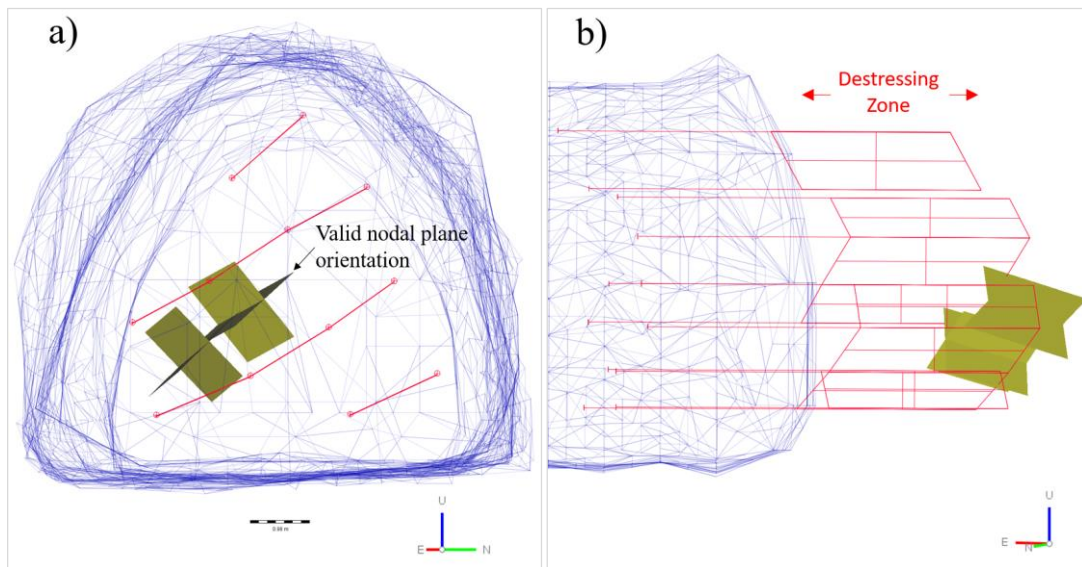 a)
Valid nodal plane
orientation
U
E
N
b)
Destressing
Zone
U
E
N